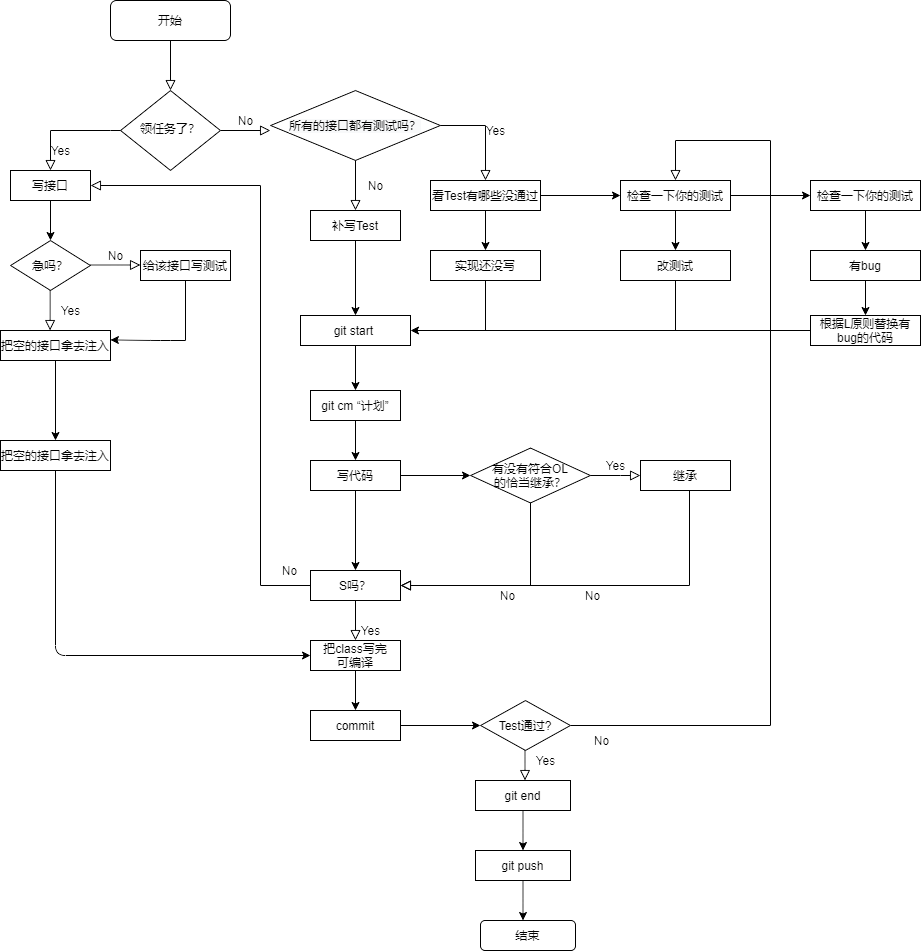 开始
领任务了？
No
所有的接口都有测试吗？
Yes
Yes
写接口
No
看Test有哪些没通过
检查一下你的测试
检查一下你的测试
补写Test
急吗？
No
给该接口写测试
实现还没写
改测试
有bug
Yes
把空的接口拿去注入
git start
根据L原则替换有
bug的代码
git cm “计划”
把空的接口拿去注入
写代码
有没有符合OL
的恰当继承？
Yes
继承
No
S吗？
No
No
Yes
把class写完
可编译
commit
Test通过？
No
Yes
git end
git push
结束